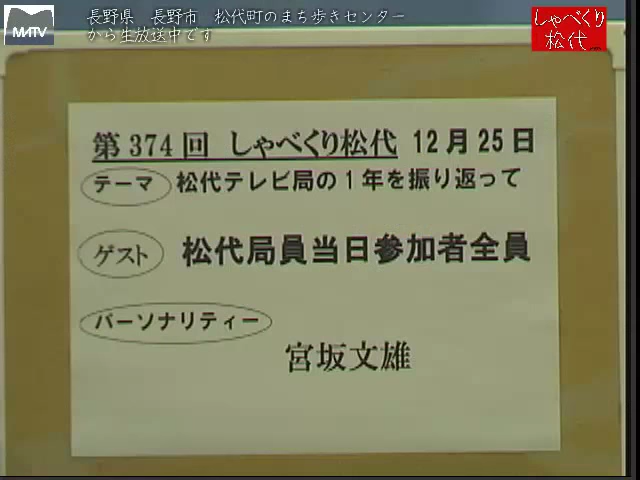 長野県　長野市　松代町のまち歩きセンター
から生放送中です
MATV
しゃべくり
松代
第374回 しゃべくり松代 12月25日
テーマ 松代テレビ局の1年を振り返って
ゲスト 松代局員当日参加者全員
パーソナリティー
宮坂文雄